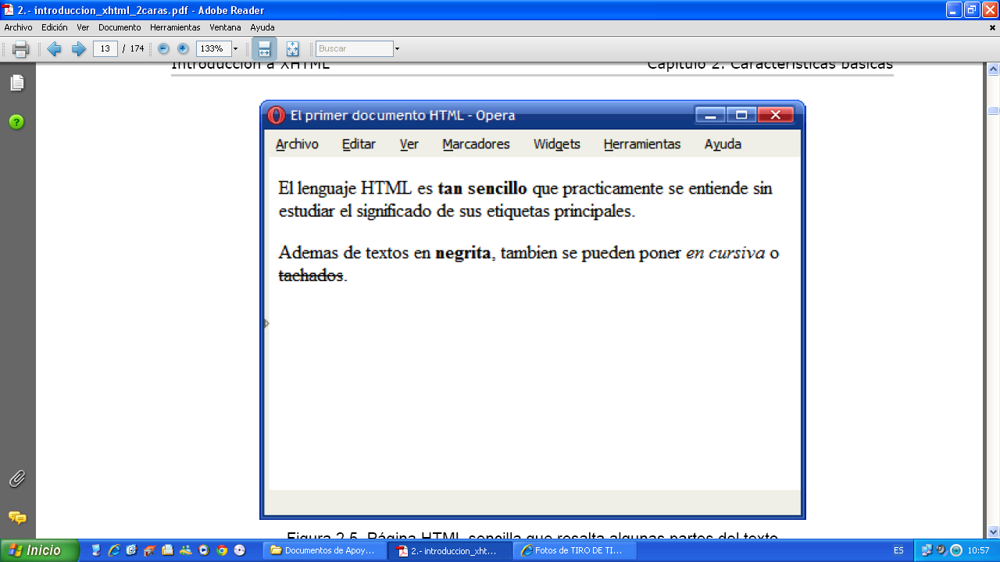 2.- introduccion_xhtml_2caras.pdf - Adobe Reader
Archivo Edición Ver Documento Herramientas Ventana Ayuda
13 / 174 133% Buscar
Introducción a XHTML Capítulo 2. Características básicas
El primer documento HTML - Opera
Archivo Editar Ver Marcadores Widgets Herramientas Ayuda
El lenguaje HTML es tan sencillo que practicamente se entiende sin
estudiar el significado de sus etiquetas principales.
Ademas de textos en negrita, tambien se pueden poner en cursiva o
tachados.
Figura 2.5. Página HTML sencilla que resalta algunas partes del texto
Inicio Documentos de Apoy... 2.- introduccion_xht... Fotos de TIRO DE TI... ES 10:57